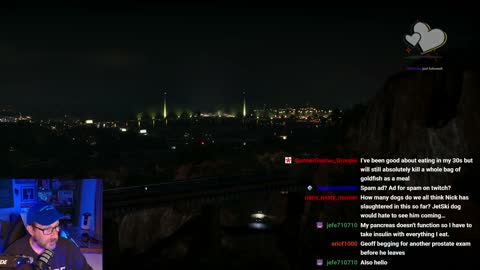 just followed!
I've been good about eating in my 30s but
will still absolutely kill a whole bag of
goldfish as a meal
Spam ad? Ad for spam on twitch?
How many dogs do we all think Nick has
slaughtered in this so far? JetSki dog
would hate to see him coming...
jefe710710 My pancreas doesn't function so I have to
take insulin with everything I eat.
erict1000 Geoff begging for another prostate exam
before he leaves
jefe710710 Also hello